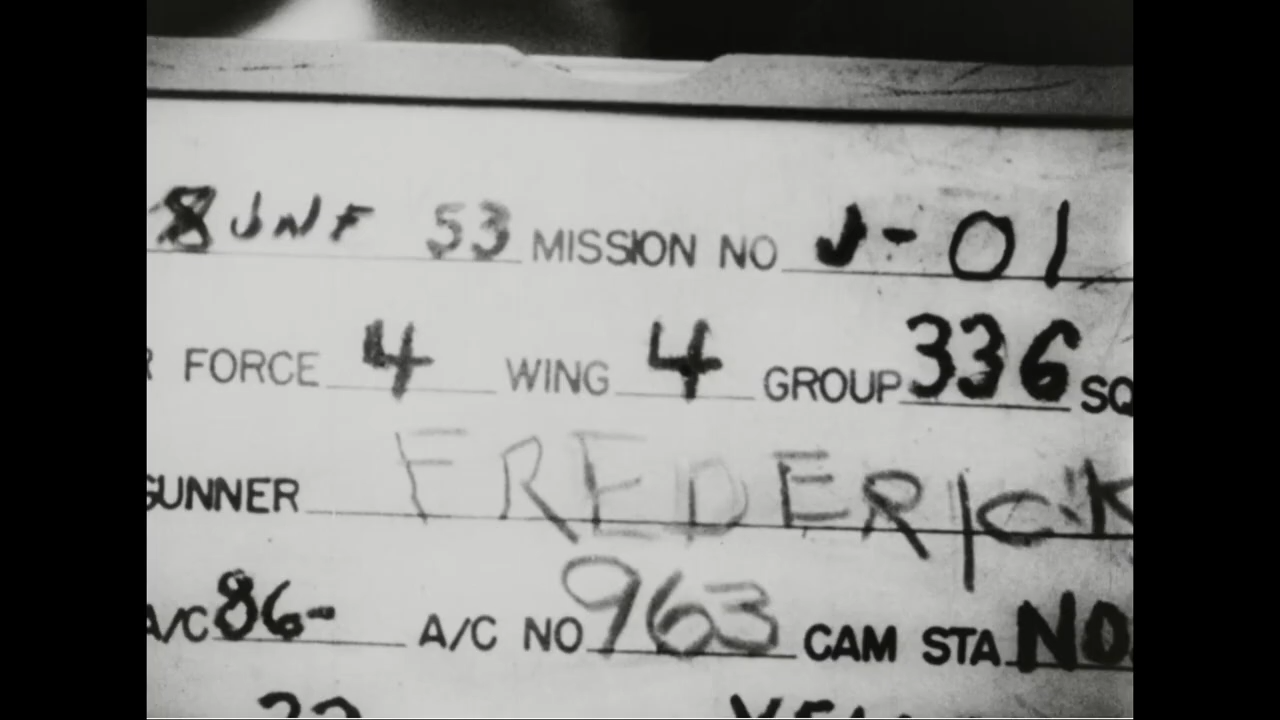 8 JUNE 53 MISSION NO J-01
R FORCE 4 WING 4 GROUP 336 SQ
GUNNER FREDERICK
A/C 86- A/C NO 963 CAM STA NO